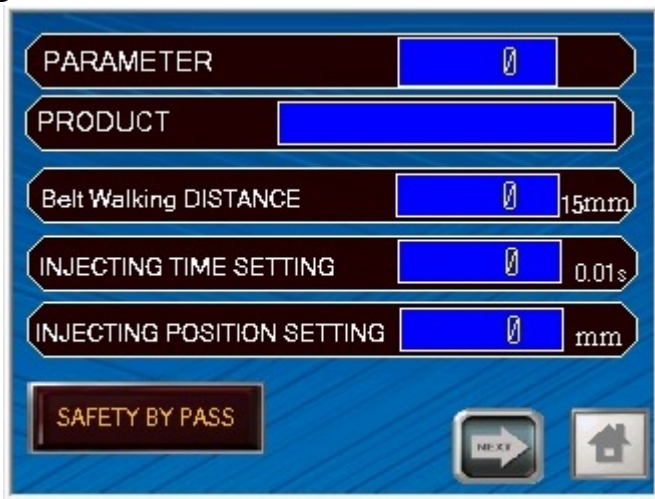 PARAMETER 0
PRODUCT
Belt Walking DISTANCE 0 15mm
INJECTING TIME SETTING 0 0.01s
INJECTING POSITION SETTING 0 mm
SAFETY BY PASS
NEXT